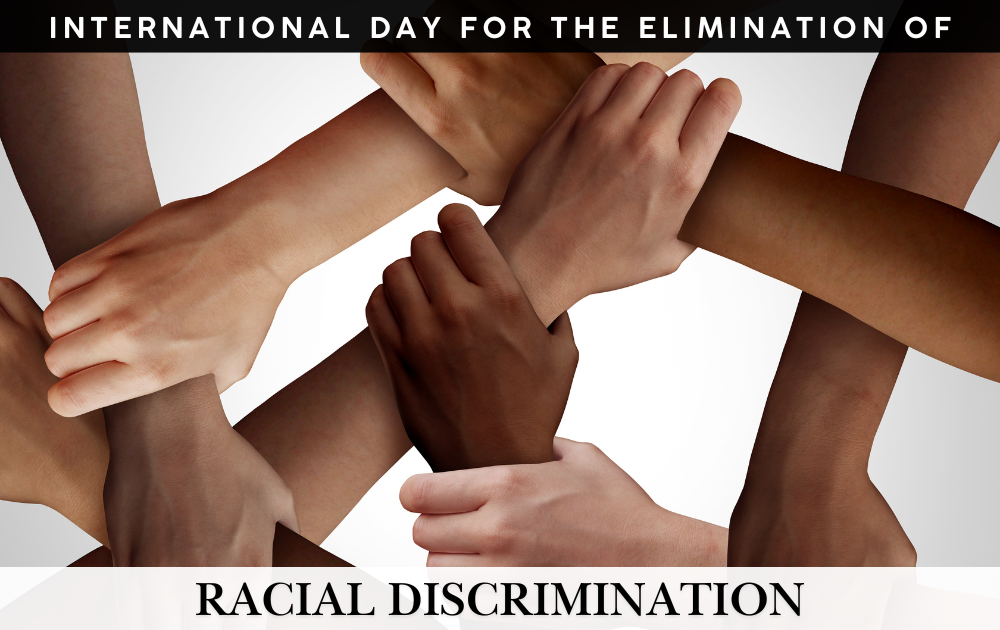 INTERNATIONAL DAY FOR THE ELIMINATION OF
RACIAL DISCRIMINATION